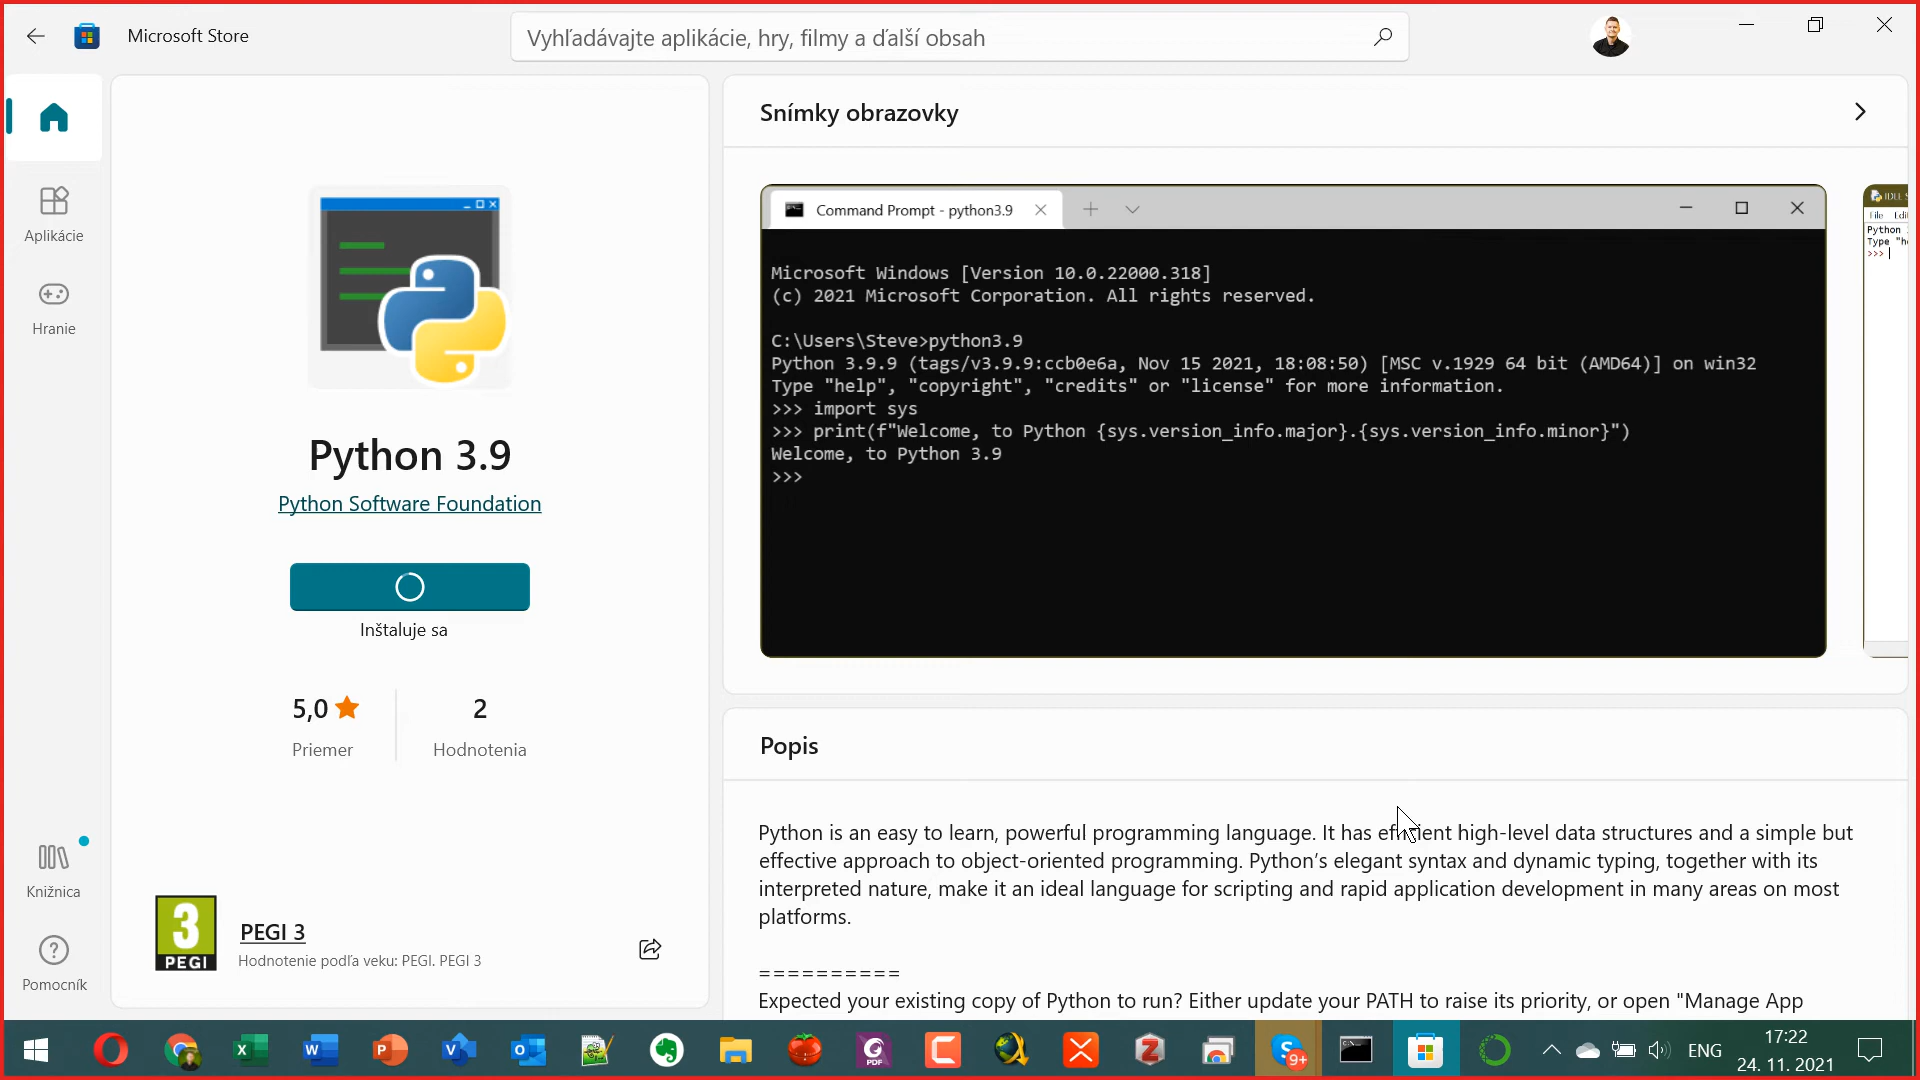 Microsoft Store
Vyhľadávajte aplikácie, hry, filmy a ďalší obsah
Aplikácie
Hranie
Knižnica
Pomocník
Python 3.9
Python Software Foundation
Inštaluje sa
5,0
Priemer
2
Hodnotenia
3
PEGI
PEGI 3
Hodnotenie podľa veku: PEGI. PEGI 3
Snímky obrazovky
Command Prompt - python3.9
Microsoft Windows [Version 10.0.22000.318]
(c) 2021 Microsoft Corporation. All rights reserved.
C:\Users\Steve>python3.9
Python 3.9.9 (tags/v3.9.9:ccb0e6a, Nov 15 2021, 18:08:50) [MSC v.1929 64 bit (AMD64)] on win32
Type "help", "copyright", "credits" or "license" for more information.
>>> import sys
>>> print(f"Welcome, to Python {sys.version_info.major}.{sys.version_info.minor}")
Welcome, to Python 3.9
>>>
File
Python
Type "h
>>>
Popis
Python is an easy to learn, powerful programming language. It has efficient high-level data structures and a simple but
effective approach to object-oriented programming. Python's elegant syntax and dynamic typing, together with its
interpreted nature, make it an ideal language for scripting and rapid application development in many areas on most
platforms.
==========
Expected your existing copy of Python to run? Either update your PATH to raise its priority, or open "Manage App
PDF
9+
ENG
17:22
24. 11. 2021